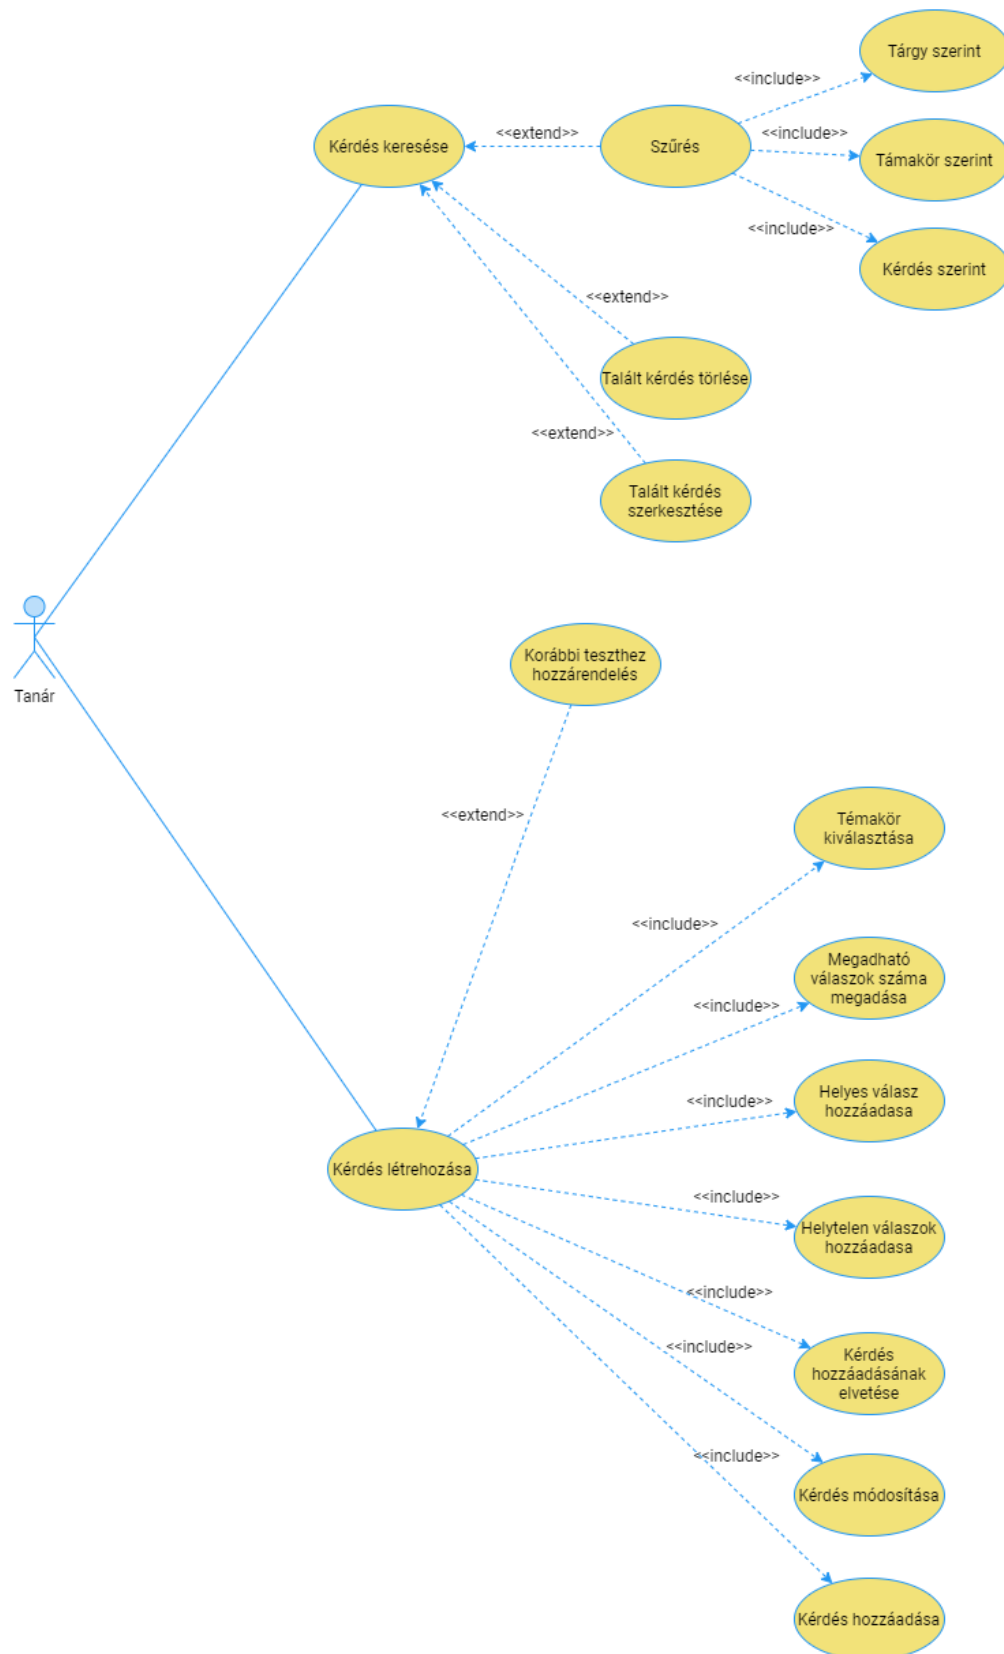 Tárgy szerint
<<include>>
Kérdés keresése
<<extend>>
Szűrés
<<include>>
Támakör szerint
<<include>>
Kérdés szerint
<<extend>>
Talált kérdés törlése
<<extend>>
Talált kérdés
szerkesztése
Tanár
Korábbi teszthez
hozzárendelés
<<extend>>
Témakör
kiválasztása
<<include>>
Megadható
válaszok száma
megadása
<<include>>
Helyes válasz
hozzáadasa
<<include>>
Kérdés létrehozása
<<include>>
Helytelen válaszok
hozzáadasa
<<include>>
Kérdés
hozzáadásának
elvetése
<<include>>
Kérdés módosítása
<<include>>
Kérdés hozzáadása